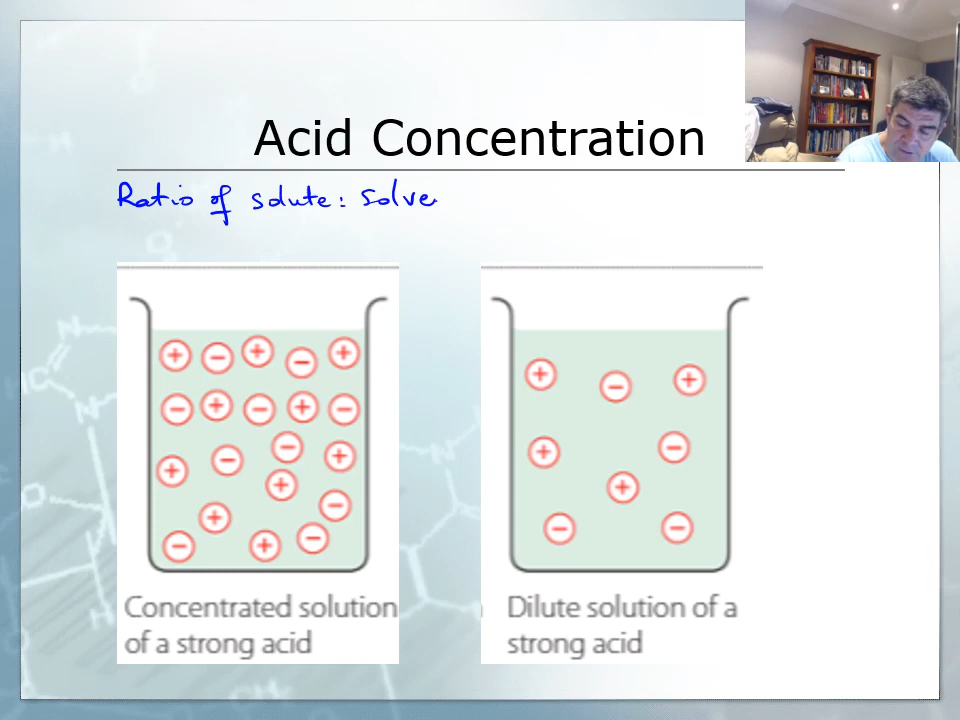 Acid Concentration
Ratio of solute: Solve
Concentrated solution
of a strong acid
Dilute solution of a
strong acid